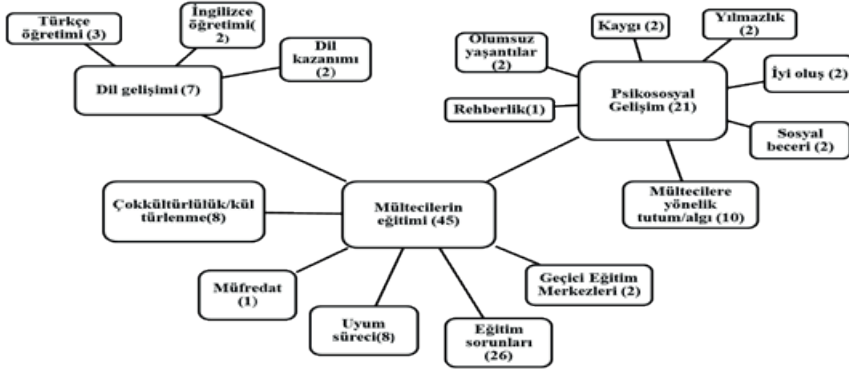 Türkçe
öğretimi (3)
İngilizce
öğretimi(
2)
Dil
kazanımı
(2)
Dil gelişimi (7)
Kaygı (2)
Yılmazlık
(2)
Olumsuz
yaşantılar
(2)
İyi oluş (2)
Psikososyal
Gelişim (21)
Rehberlik(1)
Sosyal
beceri (2)
Mültecilere
yönelik
tutum/algı (10)
Çokkültürlülük/kül
türlenme(8)
Mültecilerin
eğitimi (45)
Müfredat
(1)
Uyum
süreci(8)
Eğitim
sorunları
(26)
Geçici Eğitim
Merkezleri (2)